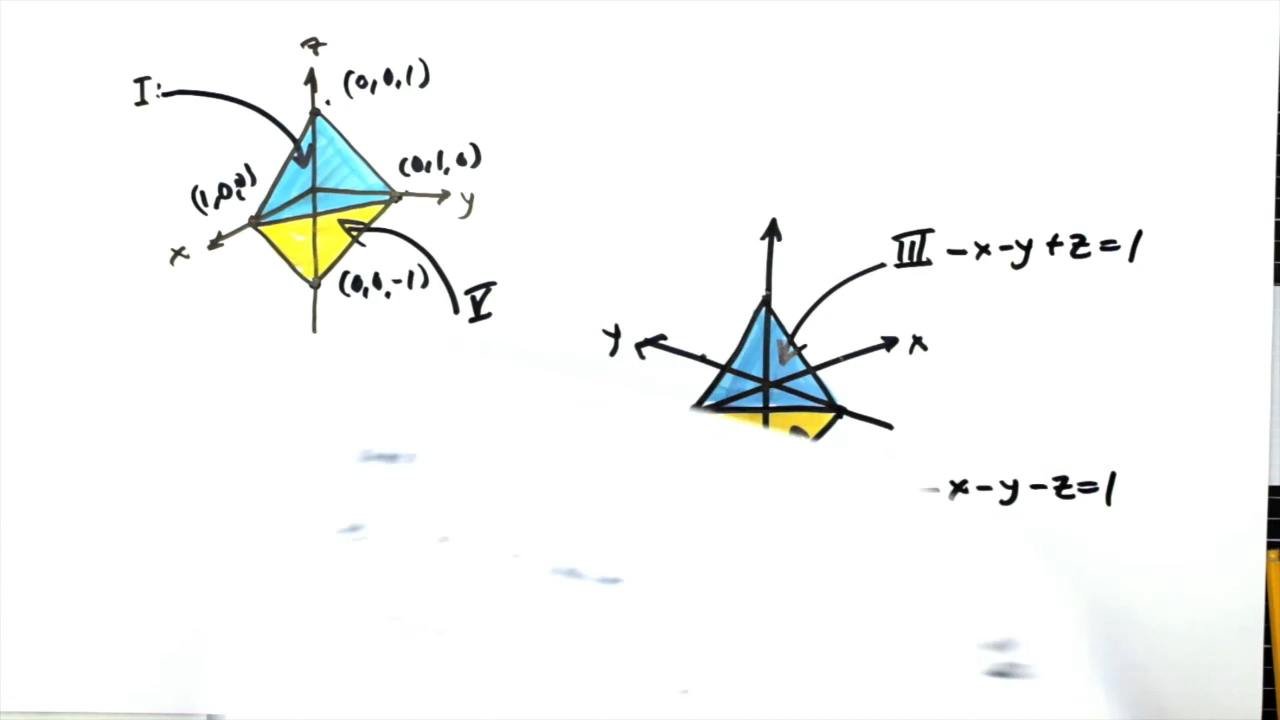 z
(0,0,1)
I:
(0,1,0)
(1,0,0)
y
x
(0,0,-1)
V
III -x-y+z=1
y
x
-x-y-z=1